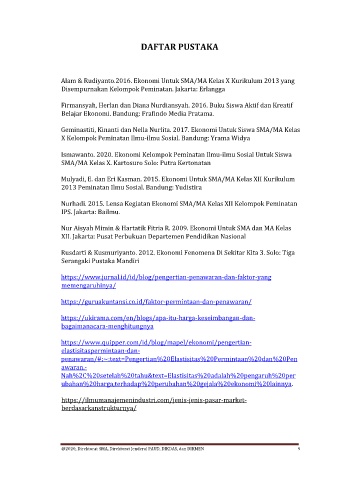 DAFTAR PUSTAKA
Alam & Rudiyanto.2016. Ekonomi Untuk SMA/MA Kelas X Kurikulum 2013 yang
Disempurnakan Kelompok Peminatan. Jakarta: Erlangga
Firmansyah, Herlan dan Diana Nurdiansyah. 2016. Buku Siswa Aktif dan Kreatif
Belajar Ekonomi. Bandung: Grafindo Media Pratama.
Geminastiti, Kinanti dan Nella Nurlita. 2017. Ekonomi Untuk Siswa SMA/MA Kelas
X Kelompok Peminatan Ilmu-ilmu Sosial. Bandung: Yrama Widya
Ismawanto. 2020. Ekonomi Kelompok Peminatan Ilmu-ilmu Sosial Untuk Siswa
SMA/MA Kelas X. Kartosuro Solo: Putra Kertonatan
Mulyadi, E. dan Eri Kasman. 2015. Ekonomi Untuk SMA/MA Kelas XII Kurikulum
2013 Peminatan Ilmu Sosial. Bandung: Yudistira
Nurhadi. 2015. Lensa Kegiatan Ekonomi SMA/MA Kelas XII Kelompok Peminatan
IPS. Jakarta: Bailmu.
Nur Aisyah Mimin & Hartatik Fitria R. 2009. Ekonomi Untuk SMA dan MA Kelas
XII. Jakarta: Pusat Perbukuan Departemen Pendidikan Nasional
Rusdarti & Kusmuriyanto. 2012. Ekonomi Fenomena Di Sekitar Kita 3. Solo: Tiga
Serangaki Pustaka Mandiri
https://www.jurnal.id/id/blog/pengertian-penawaran-dan-faktor-yang
memengaruhinya/
https://guruakuntansi.co.id/faktor-permintaan-dan-penawaran/
https://ukirama.com/en/blogs/apa-itu-harga-keseimbangan-dan-
bagaimanacara-menghitungnya
https://www.quipper.com/id/blog/mapel/ekonomi/pengertian-
elastisitaspermintaan-dan-
penawaran/#:~:text=Pengertian%20Elastisitas%20Permintaan%20dan%20Pen
awaran,-
Nah%2C%20setelah%20tahu&text=Elastisitas%20adalah%20pengaruh%20per
ubahan%20harga,terhadap%20perubahan%20gejala%20ekonomi%20lainnya.
https://ilmumanajemenindustri.com/jenis-jenis-pasar-market-
berdasarkanstrukturnya/
@2020, Direktorat SMA, Direktorat Jenderal PAUD, DIKDAS, dan DIKMEN